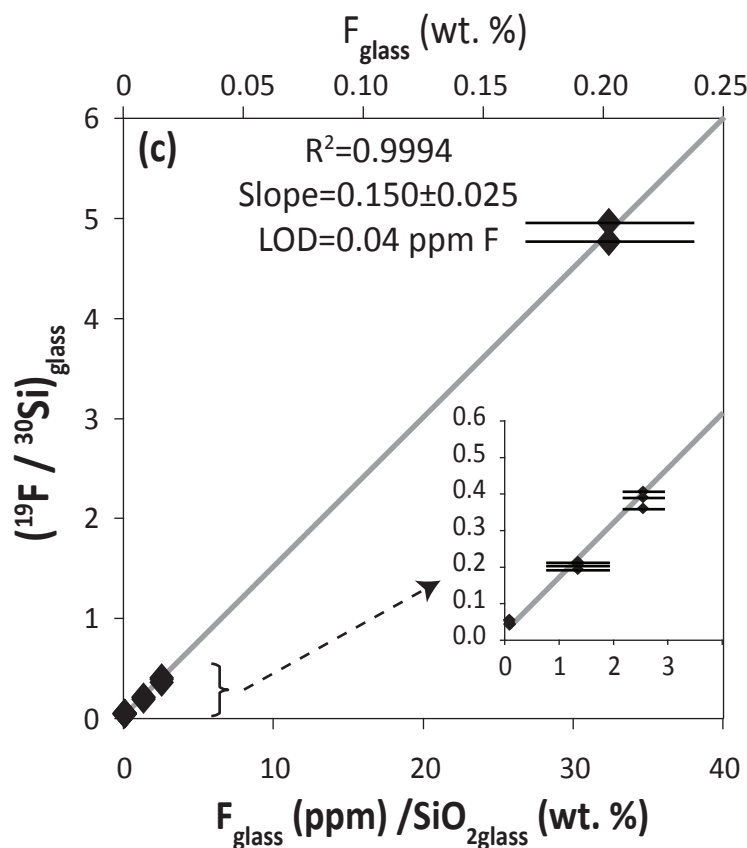 F_glass (wt. %)
0 0.05 0.10 0.15 0.20 0.25
(c)
R²=0.9994
Slope=0.150±0.025
LOD=0.04 ppm F
6
5
4
3
2
1
0
(¹⁹F / ³⁰Si)_glass
0.6
0.5
0.4
0.3
0.2
0.1
0.0
0 1 2 3
0 10 20 30 40
F_glass (ppm) /SiO_2glass (wt. %)